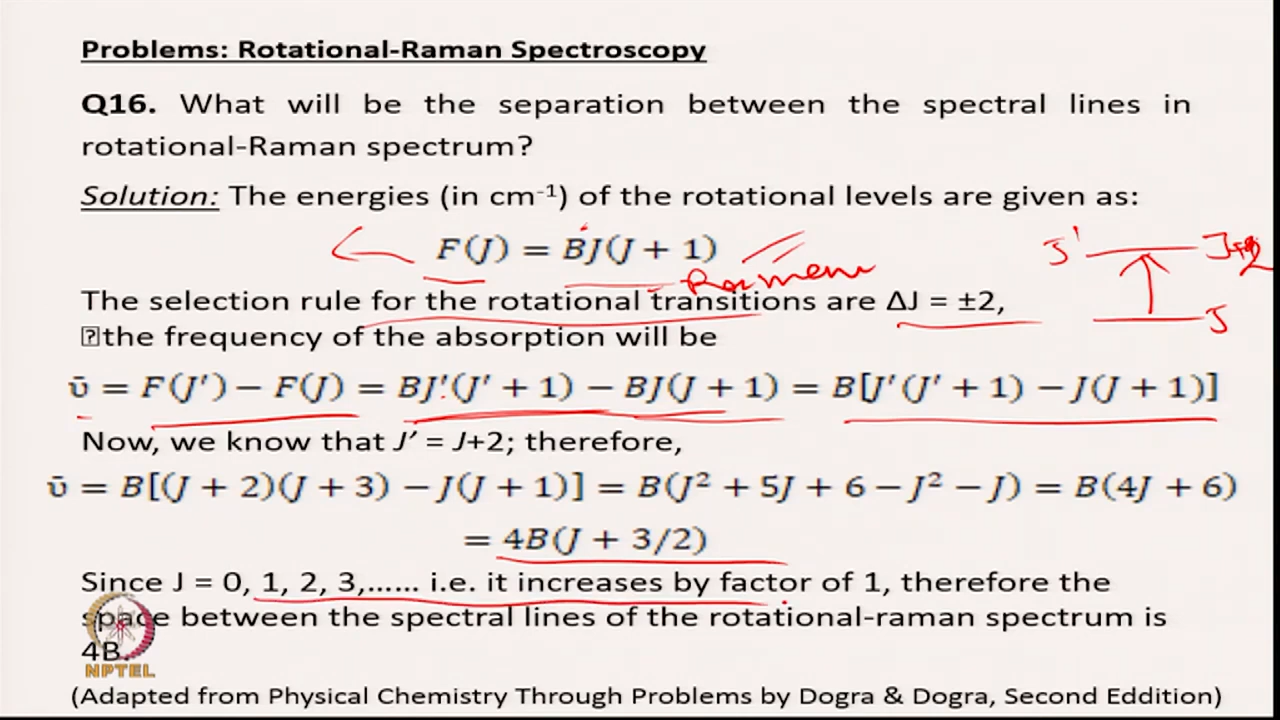 Problems: Rotational-Raman Spectroscopy
Q16. What will be the separation between the spectral lines in
rotational-Raman spectrum?
Solution: The energies (in cm⁻¹) of the rotational levels are given as:
F(J) = BJ(J + 1)
J' J+2
Raman
The selection rule for the rotational transitions are ΔJ = ±2,
J
the frequency of the absorption will be
ῡ = F(J′) − F(J) = BJ′(J′ + 1) − BJ(J + 1) = B[J′(J′ + 1) − J(J + 1)]
Now, we know that J′ = J+2; therefore,
ῡ = B[(J + 2)(J + 3) − J(J + 1)] = B(J² + 5J + 6 − J² − J) = B(4J + 6)
= 4B(J + 3/2)
Since J = 0, 1, 2, 3,...... i.e. it increases by factor of 1, therefore the
space between the spectral lines of the rotational-raman spectrum is
4B.
NPTEL
(Adapted from Physical Chemistry Through Problems by Dogra & Dogra, Second Eddition)